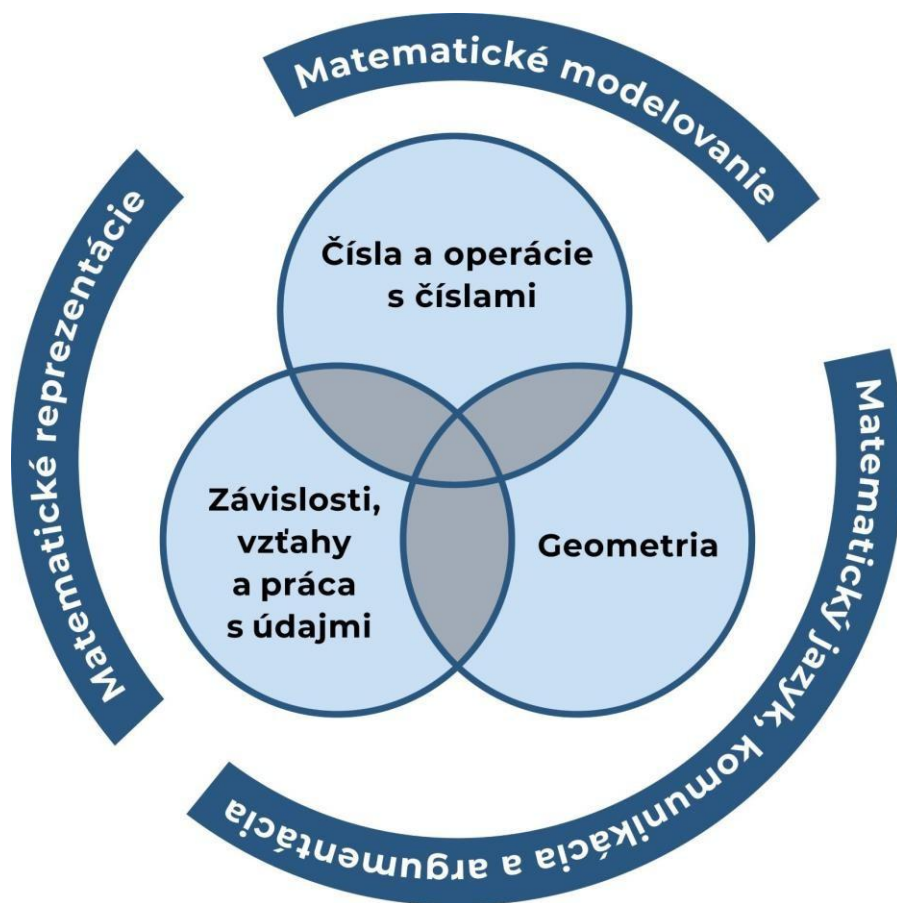 Matematické modelovanie
Matematické reprezentácie
Matematický jazyk, komunikácia a argumentácia
Čísla a operácie
s číslami
Závislosti,
vzťahy
a práca
s údajmi
Geometria